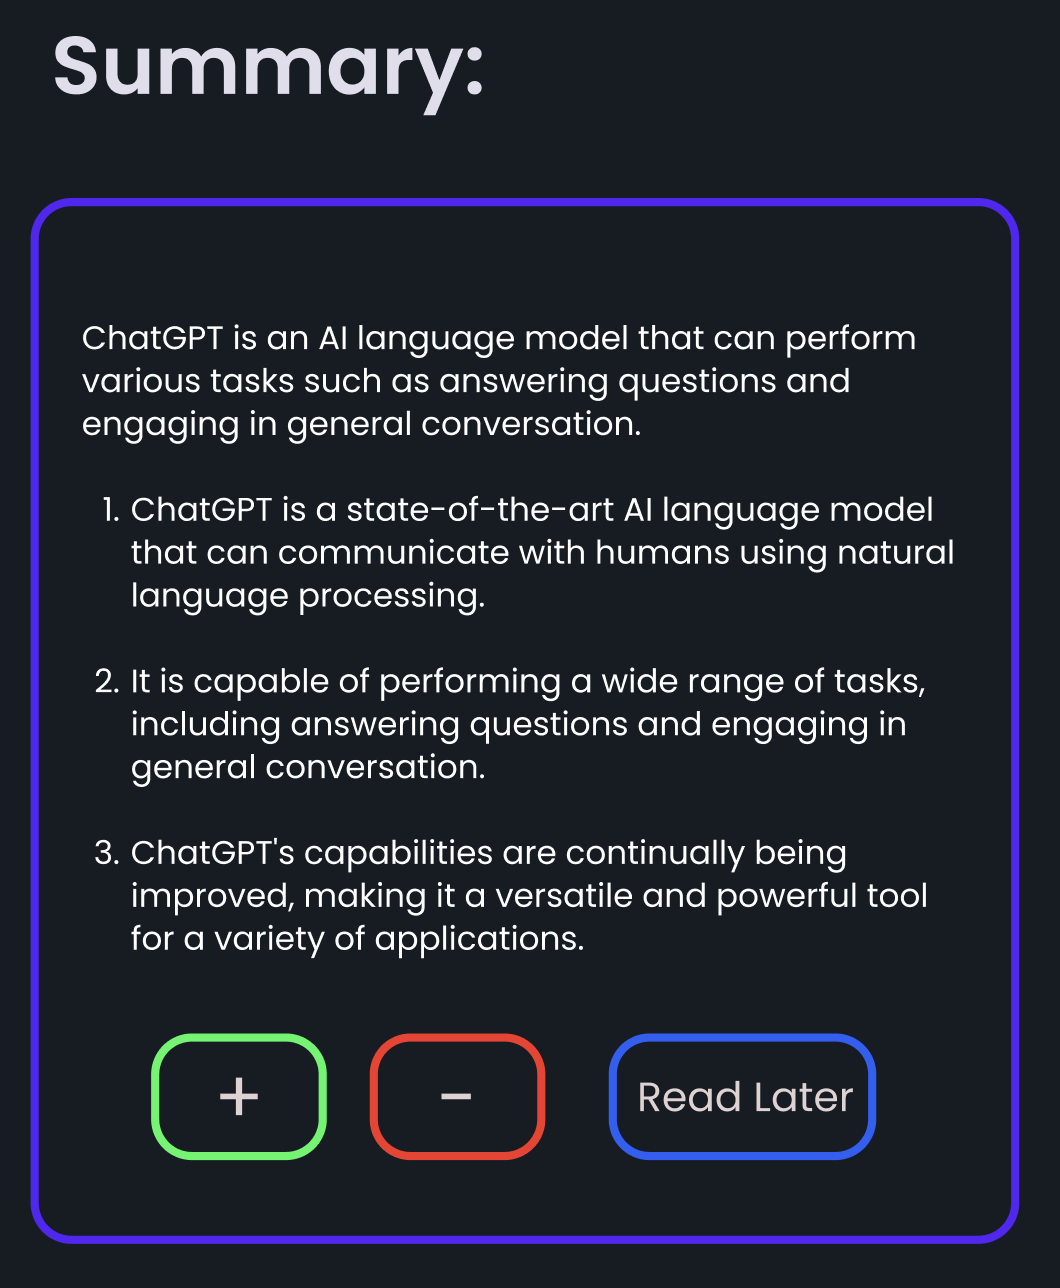 Summary:
ChatGPT is an AI language model that can perform
various tasks such as answering questions and
engaging in general conversation.
1. ChatGPT is a state-of-the-art AI language model
that can communicate with humans using natural
language processing.
2. It is capable of performing a wide range of tasks,
including answering questions and engaging in
general conversation.
3. ChatGPT's capabilities are continually being
improved, making it a versatile and powerful tool
for a variety of applications.
+ - Read Later